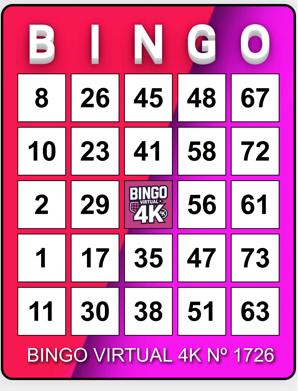 B I N G O
8 26 45 48 67
10 23 41 58 72
2 29 BINGO VIRTUAL 4K 56 61
1 17 35 47 73
11 30 38 51 63
BINGO VIRTUAL 4K Nº 1726